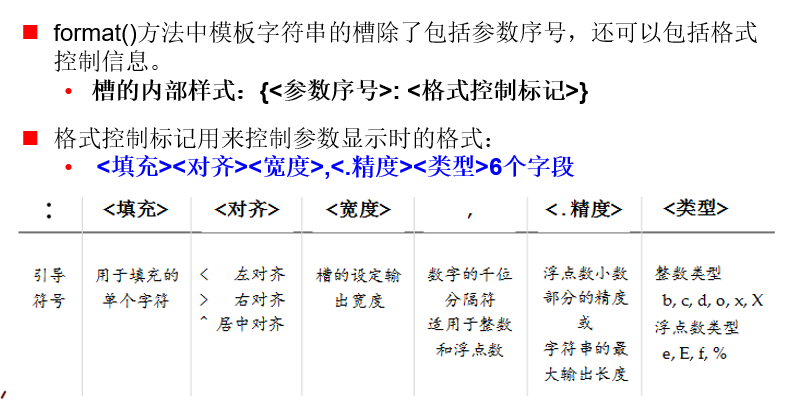 format()方法中模板字符串的槽除了包括参数序号，还可以包括格式
控制信息。
• 槽的内部样式：{<参数序号>: <格式控制标记>}
格式控制标记用来控制参数显示时的格式：
• <填充><对齐><宽度>,<.精度><类型>6个字段
: <填充> <对齐> <宽度> , <.精度> <类型>
引导 用于填充的 < 左对齐 槽的设定输 数字的千位 浮点数小数 整数类型
符号 单个字符 > 右对齐 出宽度 分隔符 部分的精度 b, c, d, o, x, X
^ 居中对齐 适用于整数 或 浮点数类型
和浮点数 字符串的最 e, E, f, %
大输出长度